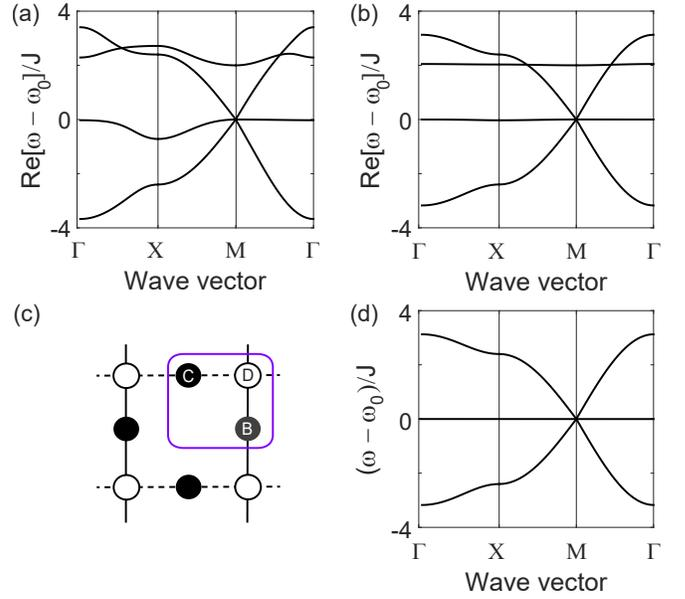 (a)
4
0
-4
Re[ω − ω0]/J
Γ X M Γ
Wave vector
(b)
4
0
-4
Re[ω − ω0]/J
Γ X M Γ
Wave vector
(c)
C D
B
(d)
4
0
-4
(ω − ω0)/J
Γ X M Γ
Wave vector